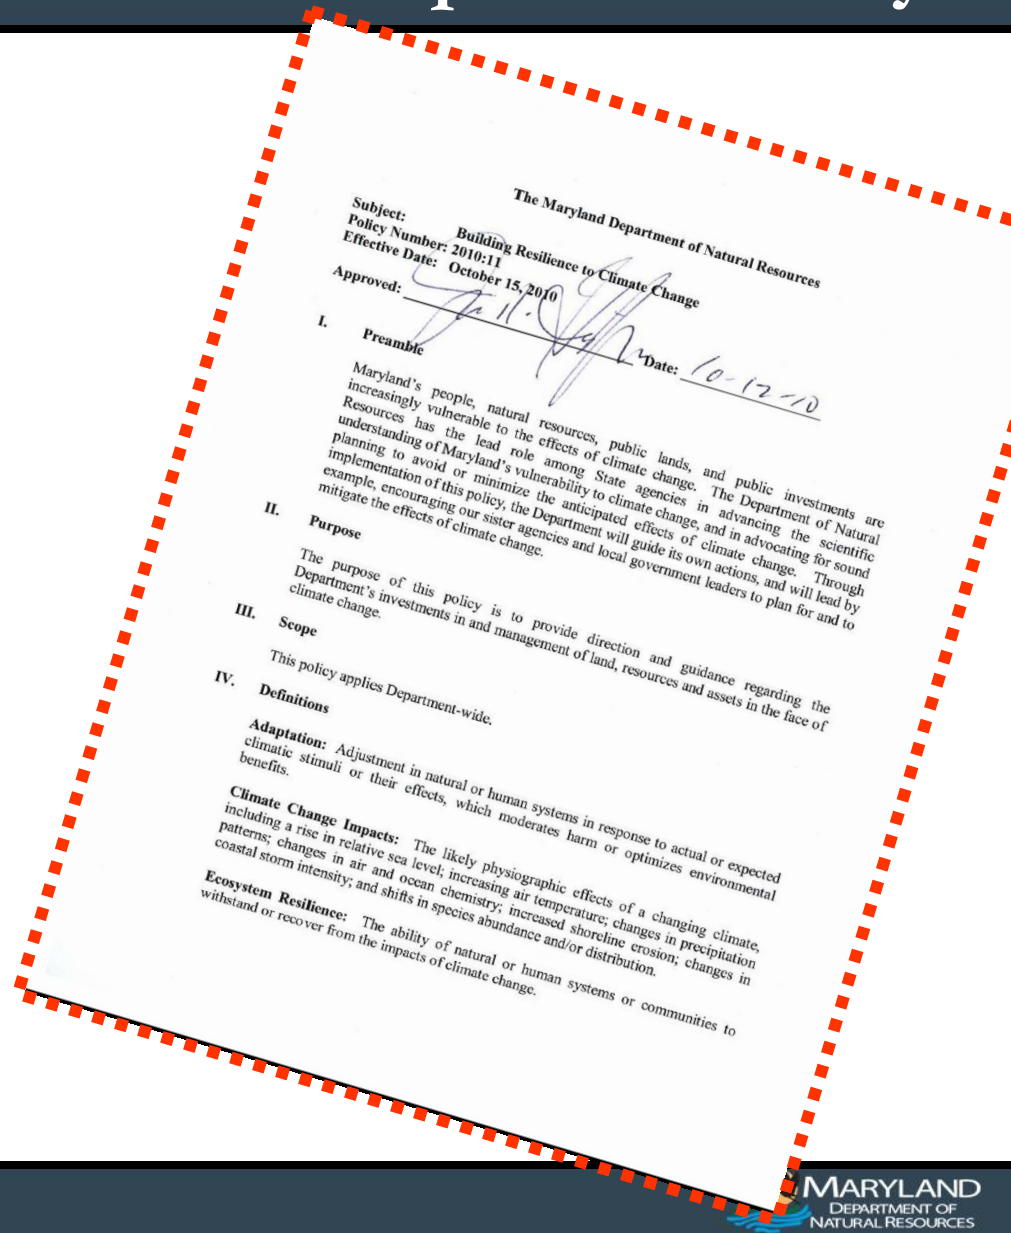 The Maryland Department of Natural Resources
Subject: Building Resilience to Climate Change
Policy Number: 2010:11
Effective Date: October 15, 2010
Approved: Date: 10-12-10
I. Preamble
Maryland's people, natural resources, public lands, and public investments are
increasingly vulnerable to the effects of climate change. The Department of Natural
Resources has the lead role among State agencies in advancing the scientific
understanding of Maryland's vulnerability to climate change, and in advocating for sound
planning to avoid or minimize the anticipated effects of climate change. Through
implementation of this policy, the Department will guide its own actions, and will lead by
example, encouraging our sister agencies and local government leaders to plan for and to
mitigate the effects of climate change.
II. Purpose
The purpose of this policy is to provide direction and guidance regarding the
Department's investments in and management of land, resources and assets in the face of
climate change.
III. Scope
This policy applies Department-wide.
IV. Definitions
Adaptation: Adjustment in natural or human systems in response to actual or expected
climatic stimuli or their effects, which moderates harm or optimizes environmental
benefits.
Climate Change Impacts: The likely physiographic effects of a changing climate,
including a rise in relative sea level; increasing air temperature; changes in precipitation
patterns; changes in air and ocean chemistry; increased shoreline erosion; changes in
coastal storm intensity; and shifts in species abundance and/or distribution.
Ecosystem Resilience: The ability of natural or human systems or communities to
withstand or recover from the impacts of climate change.
MARYLAND
DEPARTMENT OF
NATURAL RESOURCES